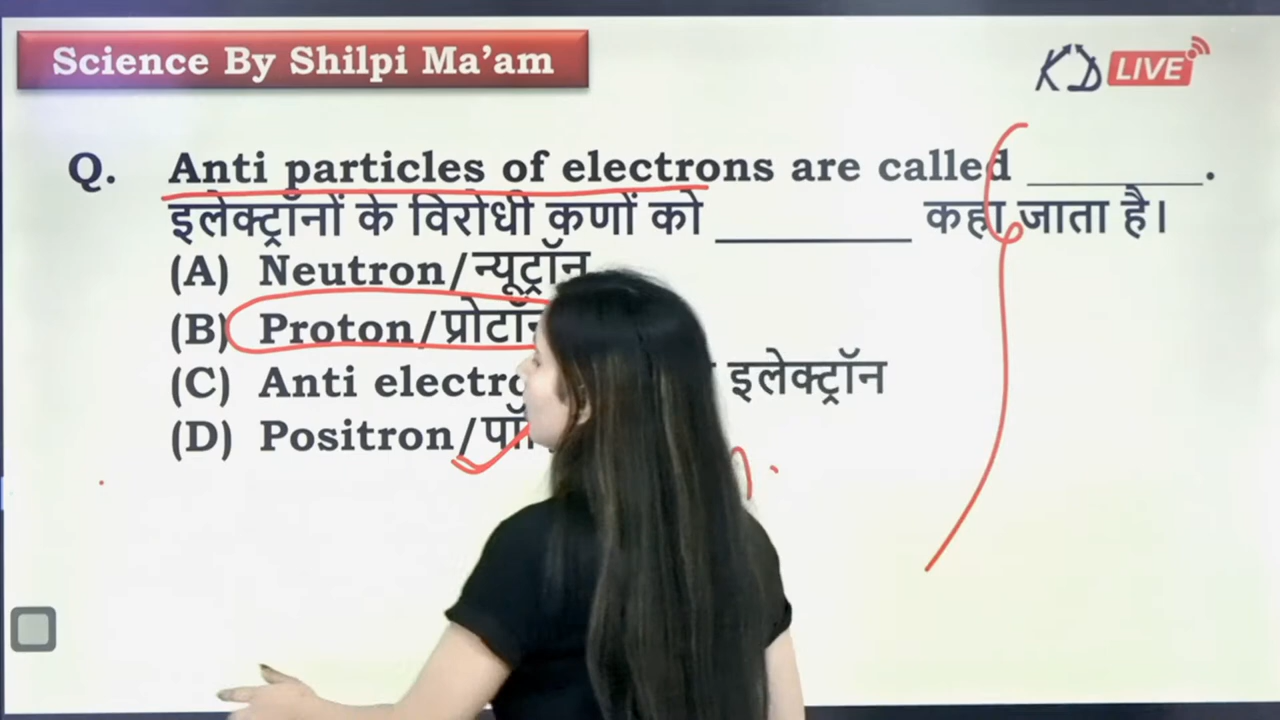 Science By Shilpi Ma'am
KD LIVE
Q. Anti particles of electrons are called ________.
इलेक्ट्रॉनों के विरोधी कणों को ________ कहा जाता है।
(A) Neutron/न्यूट्रॉन
(B) Proton/प्रोटॉन
(C) Anti इलेक्ट्रॉन
(D) Positron/